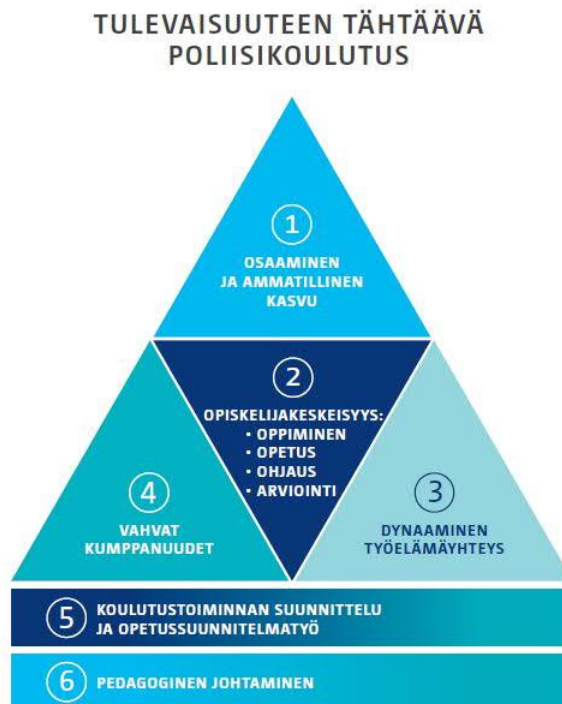 TULEVAISUUTEEN TÄHTÄÄVÄ
POLIISIKOULUTUS
1
OSAAMINEN
JA AMMATILLINEN
KASVU
2
OPISKELIJAKESKEISYYS:
• OPPIMINEN
• OPETUS
• OHJAUS
• ARVIOINTI
4
VAHVAT
KUMPPANUUDET
3
DYNAAMINEN
TYÖELÄMÄYHTEYS
5
KOULUTUSTOIMINNAN SUUNNITTELU
JA OPETUSSUUNNITELMATYÖ
6
PEDAGOGINEN JOHTAMINEN